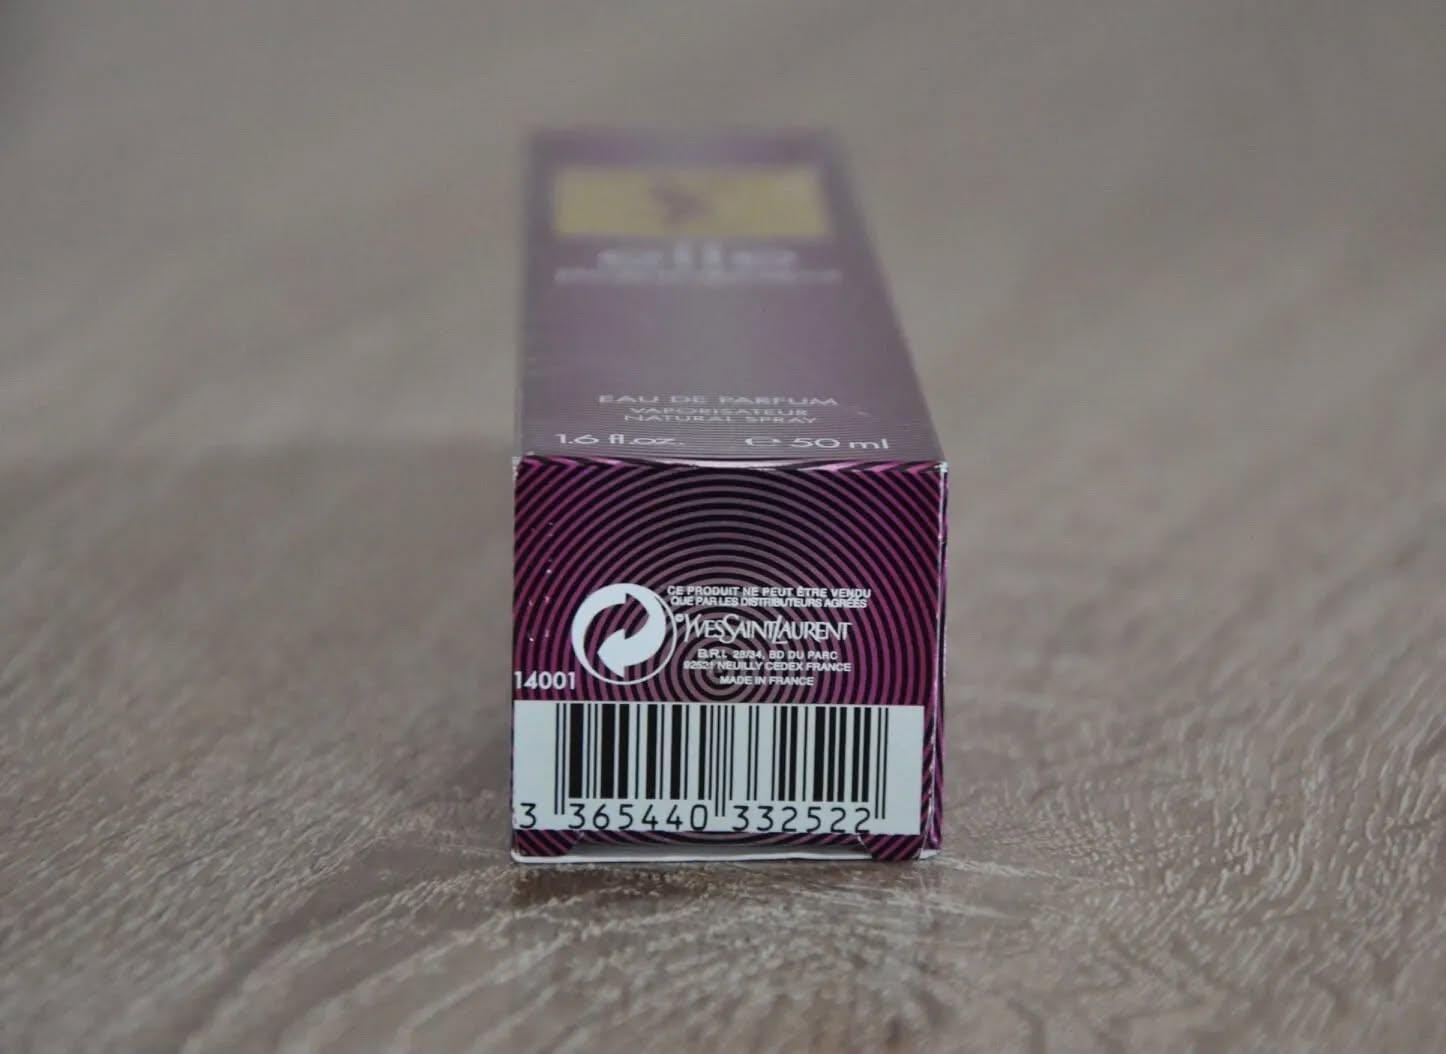 elle
EAU DE PARFUM
VAPORISATEUR
NATURAL SPRAY
1.6 fl.oz. ℮ 50 ml
CE PRODUIT NE PEUT ÊTRE VENDU
QUE PAR LES DISTRIBUTEURS AGRÉÉS
©YVESSAINTLAURENT
B.R.I. 28/34, BD DU PARC
92521 NEUILLY CEDEX FRANCE
MADE IN FRANCE
14001
3 365440 332522